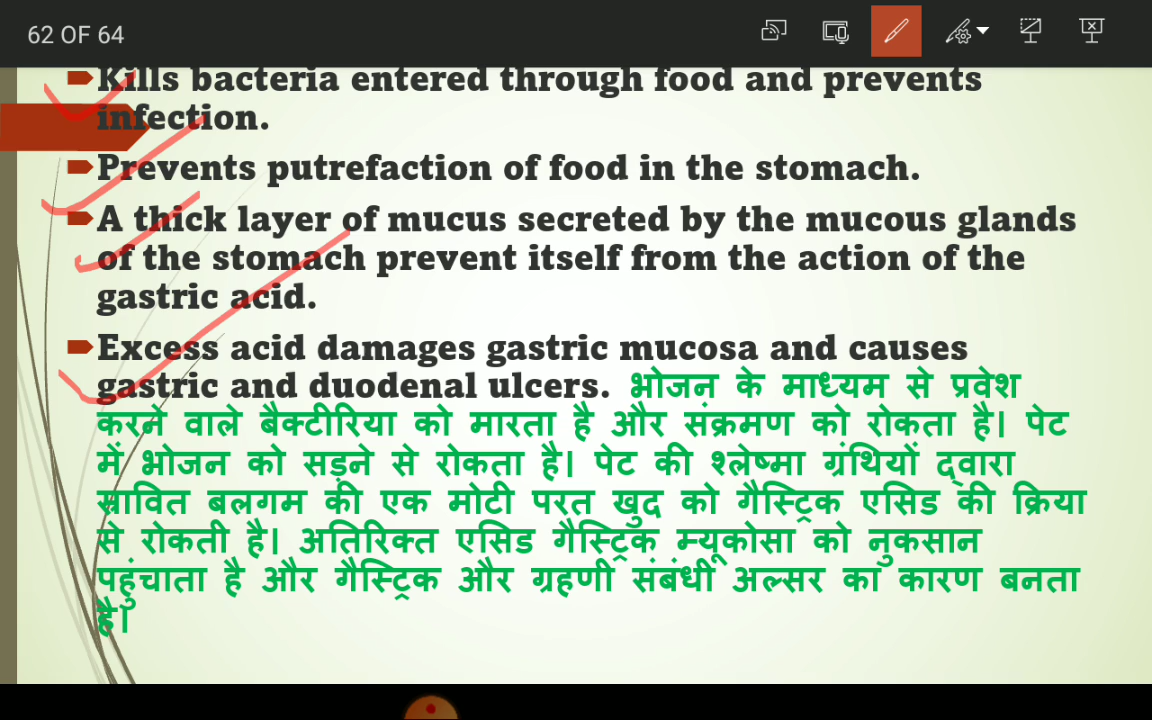 62 OF 64
Kills bacteria entered through food and prevents
infection.
Prevents putrefaction of food in the stomach.
A thick layer of mucus secreted by the mucous glands
of the stomach prevent itself from the action of the
gastric acid.
Excess acid damages gastric mucosa and causes
gastric and duodenal ulcers. भोजन के माध्यम से प्रवेश
करने वाले बैक्टीरिया को मारता है और संक्रमण को रोकता है। पेट
में भोजन को सड़ने से रोकता है। पेट की श्लेष्मा ग्रंथियों द्वारा
स्रावित बलगम की एक मोटी परत खुद को गैस्ट्रिक एसिड की क्रिया
से रोकती है। अतिरिक्त एसिड गैस्ट्रिक म्यूकोसा को नुकसान
पहुंचाता है और गैस्ट्रिक और ग्रहणी संबंधी अल्सर का कारण बनता
है।